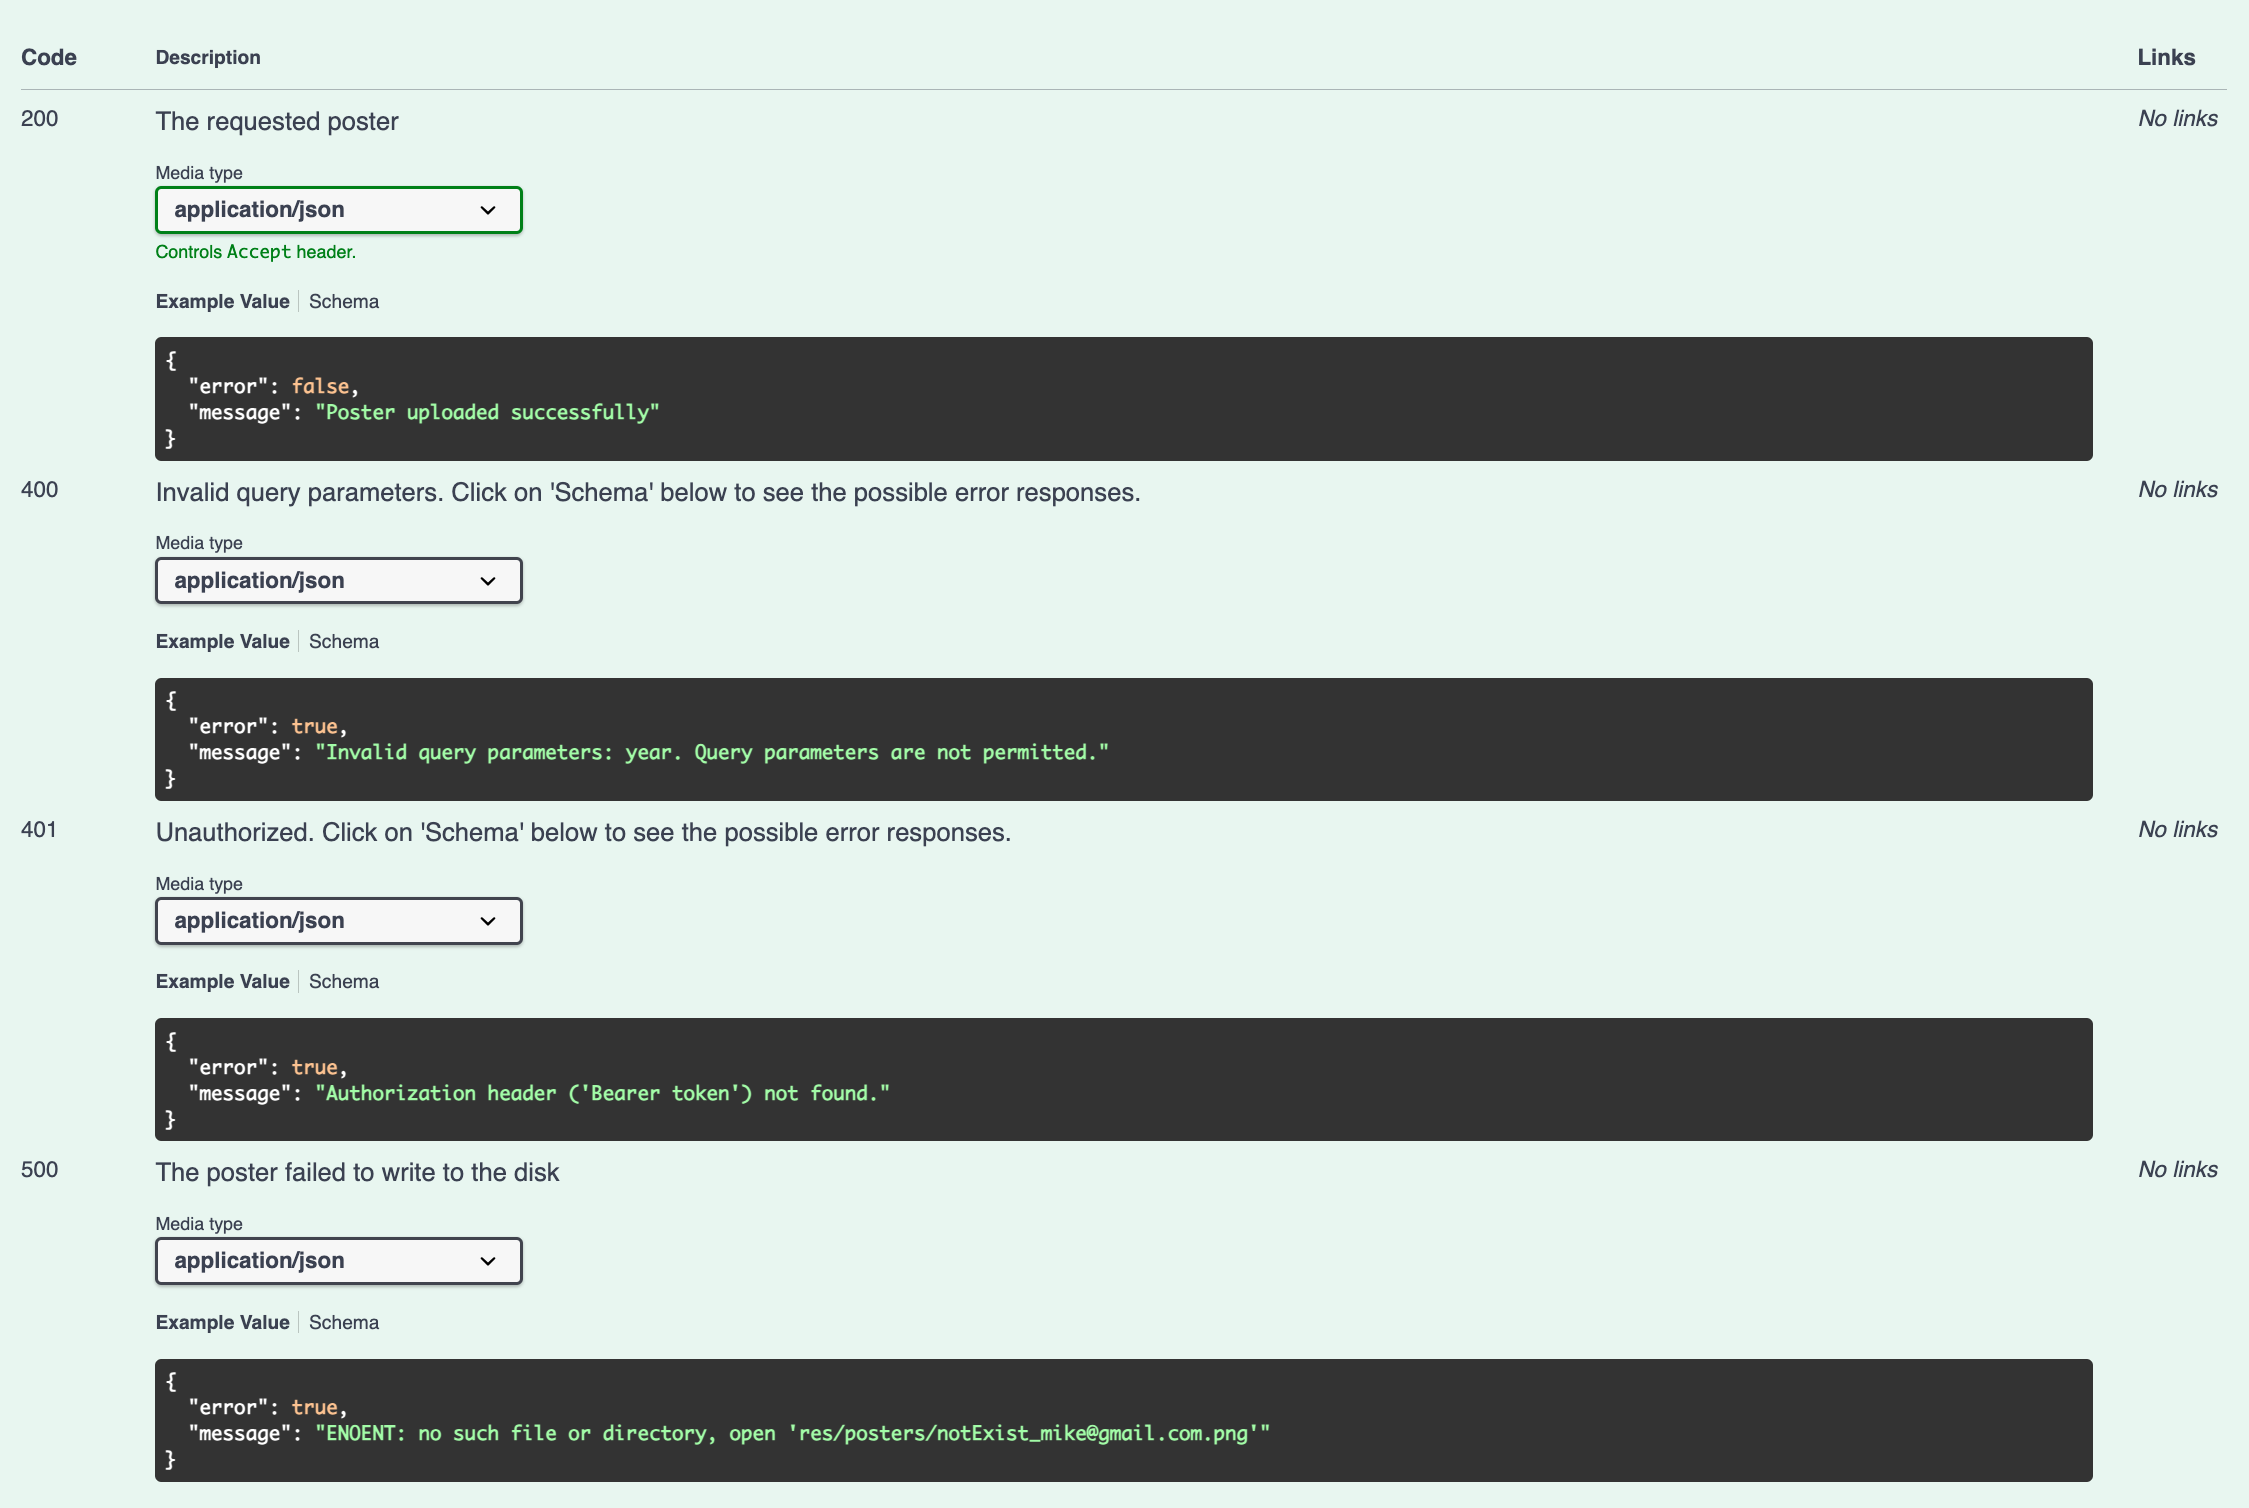 Code Description Links
200 The requested poster No links
Media type
application/json
Controls Accept header.
Example Value Schema
{
"error": false,
"message": "Poster uploaded successfully"
}
400 Invalid query parameters. Click on 'Schema' below to see the possible error responses. No links
Media type
application/json
Example Value Schema
{
"error": true,
"message": "Invalid query parameters: year. Query parameters are not permitted."
}
401 Unauthorized. Click on 'Schema' below to see the possible error responses. No links
Media type
application/json
Example Value Schema
{
"error": true,
"message": "Authorization header ('Bearer token') not found."
}
500 The poster failed to write to the disk No links
Media type
application/json
Example Value Schema
{
"error": true,
"message": "ENOENT: no such file or directory, open 'res/posters/notExist_mike@gmail.com.png'"
}